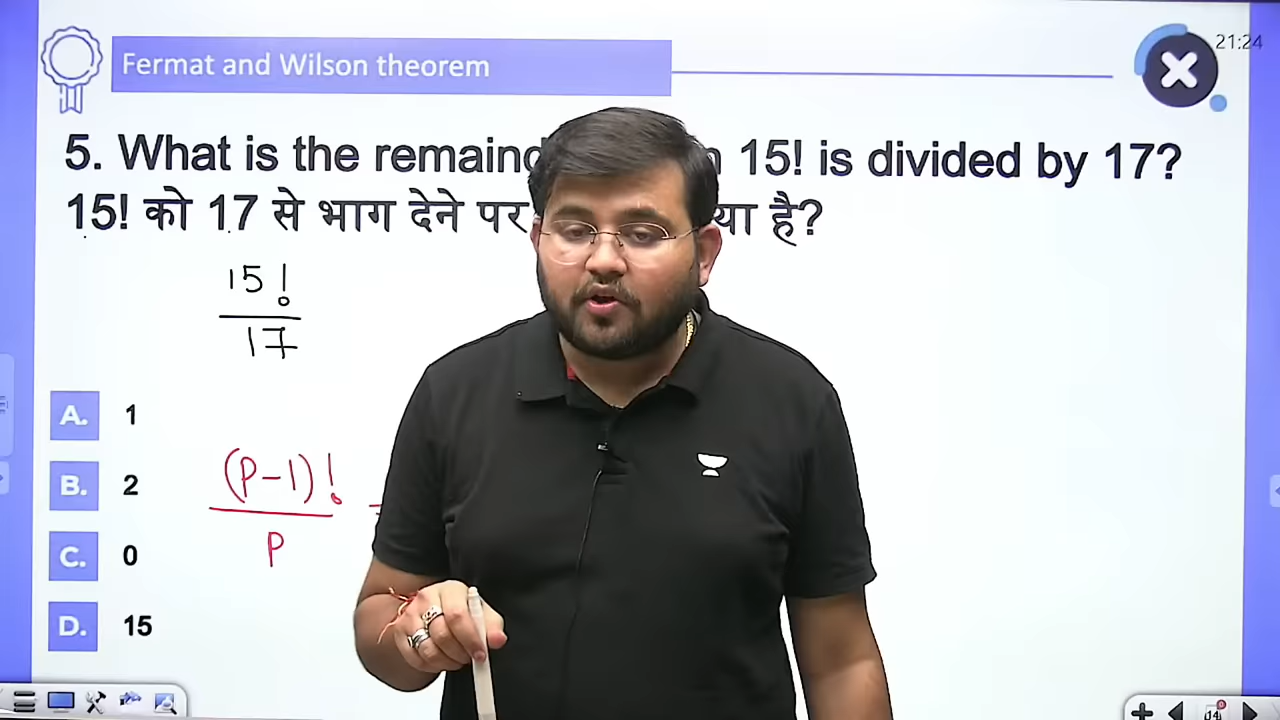 21:24
Fermat and Wilson theorem
5. What is the 15! is divided by 17?
15! को 17 से भाग देने पर है?
15!
17
A. 1
B. 2
C. 0
D. 15
(P-1)!
P
14